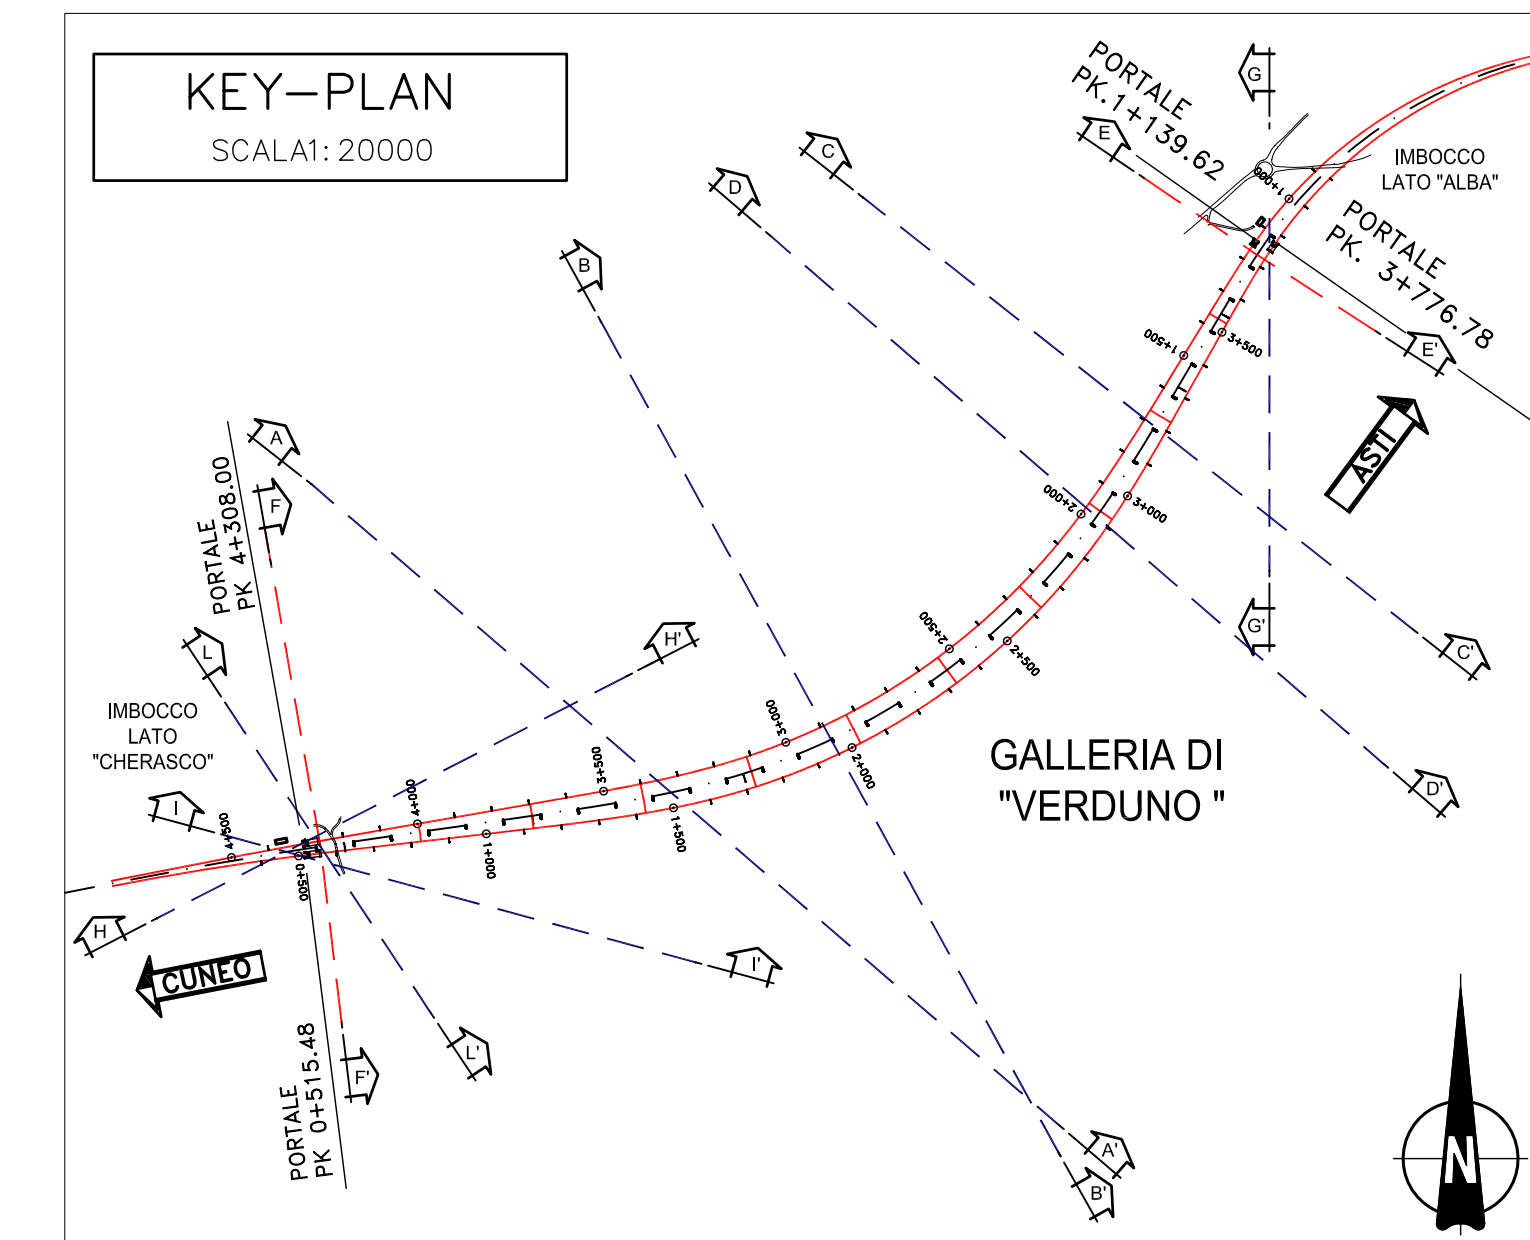 KEY-PLAN
SCALA1: 20000
PORTALE
PK. 1+139.62
G
E
C
D
B
IMBOCCO
LATO "ALBA"
1+000
PORTALE
PK. 3+776.78
E'
1+500
3+500
ASTI
A
F
PORTALE
PK 4+308.00
2+000
3+000
L
H'
G'
C'
2+500
2+500
IMBOCCO
LATO
"CHERASCO"
3+000
2+000
GALLERIA DI
"VERDUNO "
D'
I
3+500
4+000
4+500
1+500
1+000
0+500
H
CUNEO
I'
L'
F'
PORTALE
PK 0+515.48
A'
B'
N